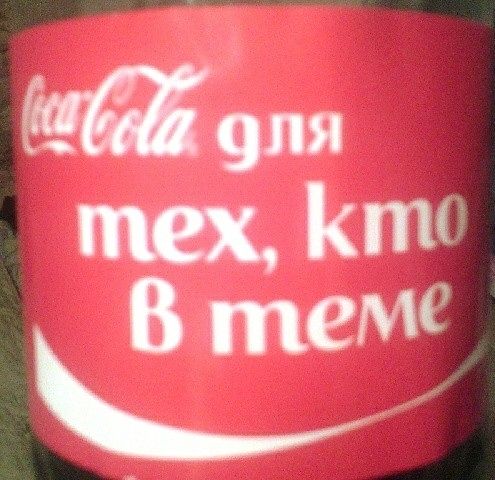 Coca-Cola для
тех, кто
в теме